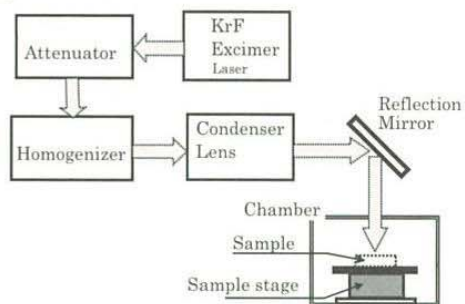 Attenuator
KrF
Excimer
Laser
Homogenizer
Condenser
Lens
Reflection
Mirror
Chamber
Sample
Sample stage